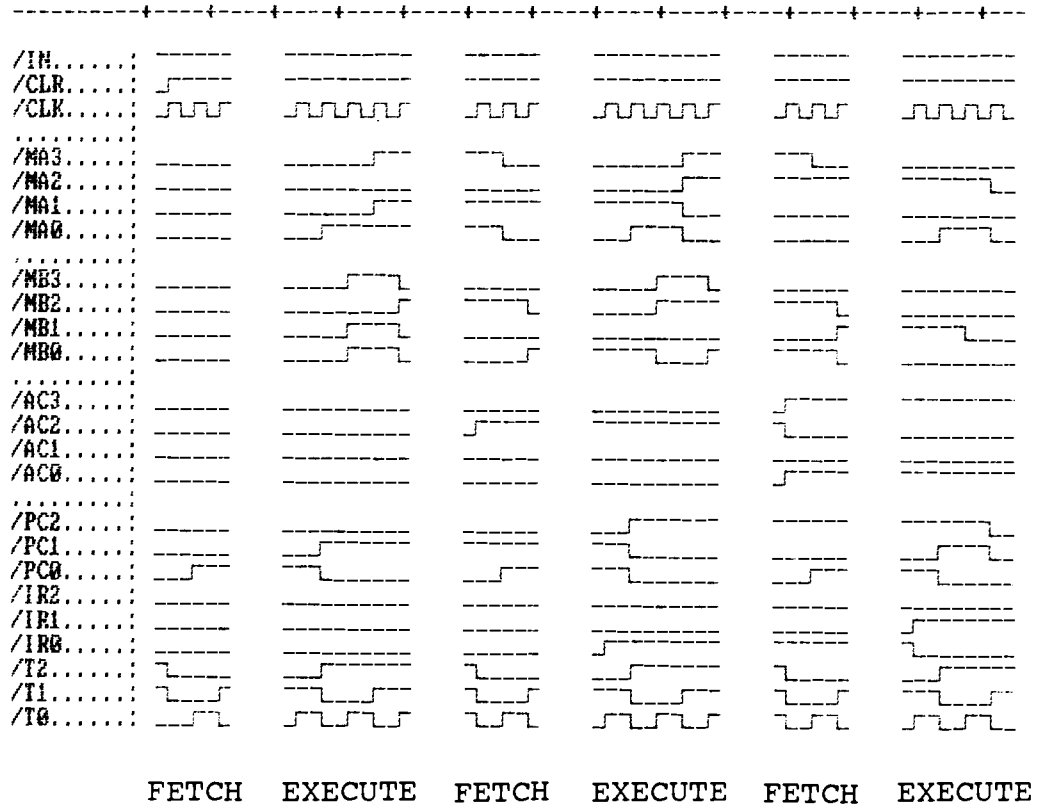 /IN......:
/CLR.....:
/CLK.....:
.........:
/MA3.....:
/MA2.....:
/MA1.....:
/MA0.....:
.........:
/MB3.....:
/MB2.....:
/MB1.....:
/MB0.....:
.........:
/AC3.....:
/AC2.....:
/AC1.....:
/AC0.....:
.........:
/PC2.....:
/PC1.....:
/PC0.....:
/IR2.....:
/IR1.....:
/IR0.....:
/T2......:
/T1......:
/T0......:
FETCH EXECUTE FETCH EXECUTE FETCH EXECUTE